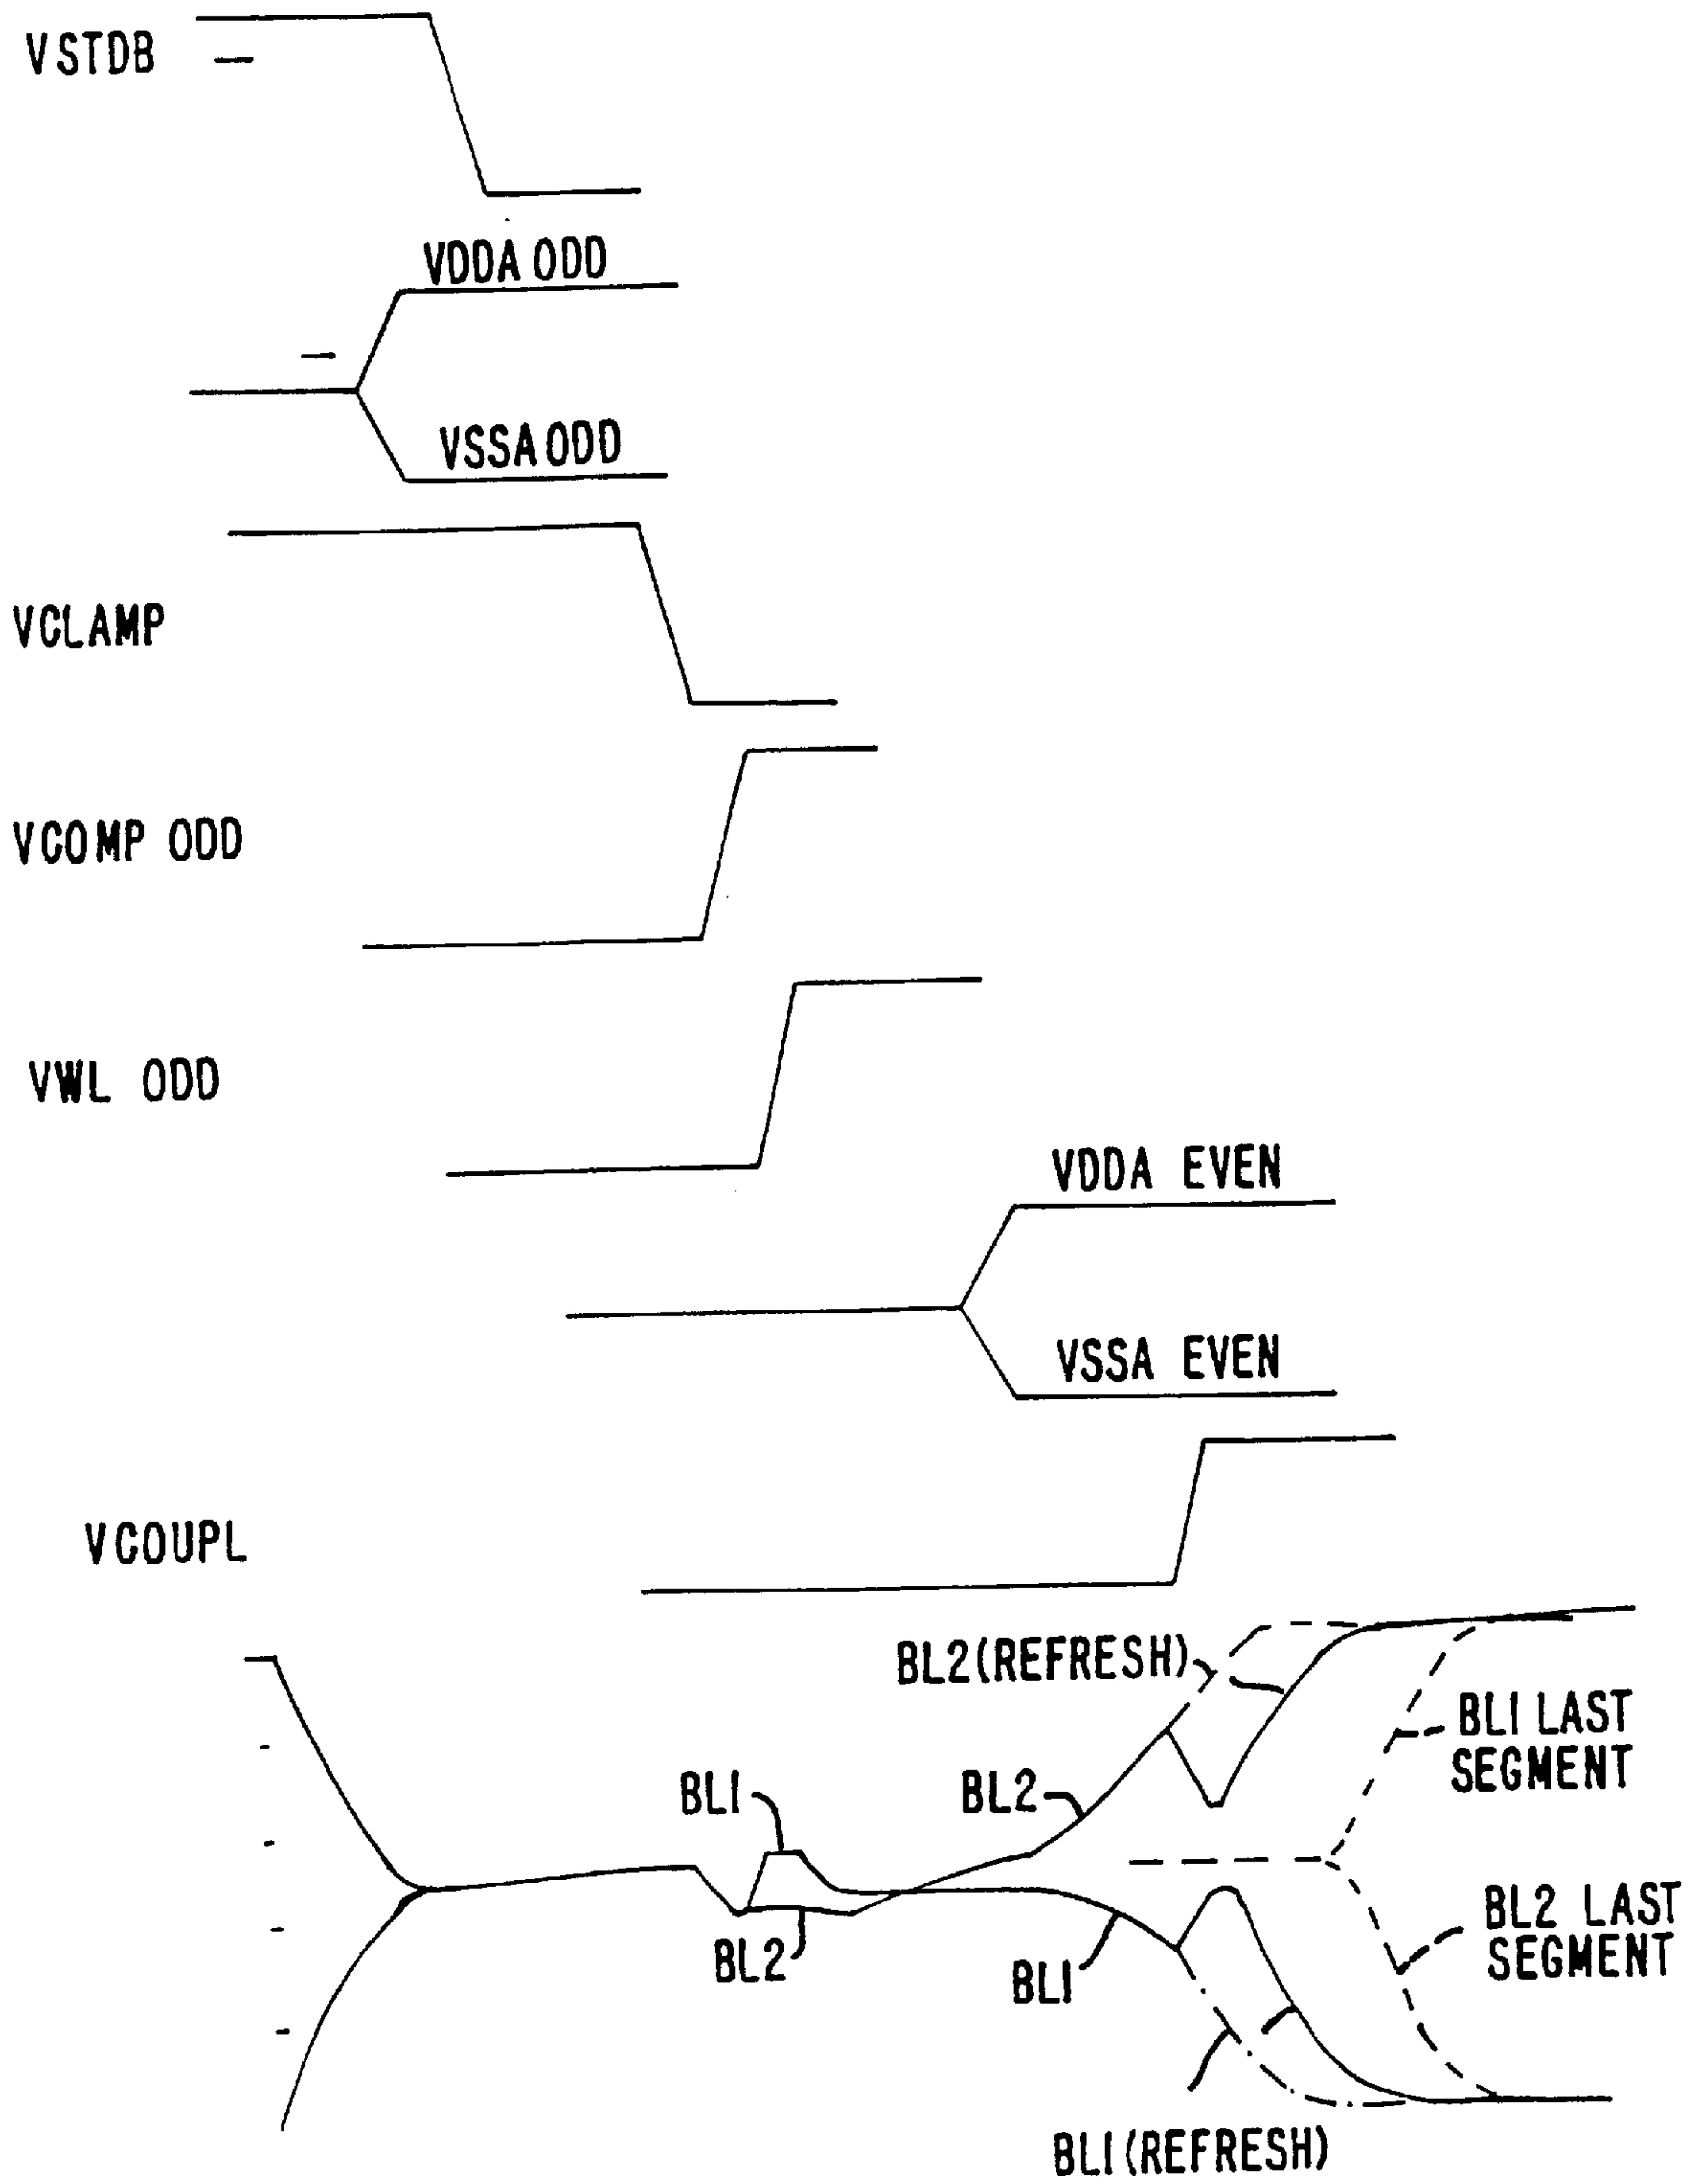 VSTDB
VDDA ODD
VSSA ODD
VCLAMP
VCOMP ODD
VWL ODD
VDDA EVEN
VSSA EVEN
VCOUPL
BL2(REFRESH)
BL1 LAST
SEGMENT
BL1
BL2
BL2 LAST
SEGMENT
BL2
BL1
BL1(REFRESH)